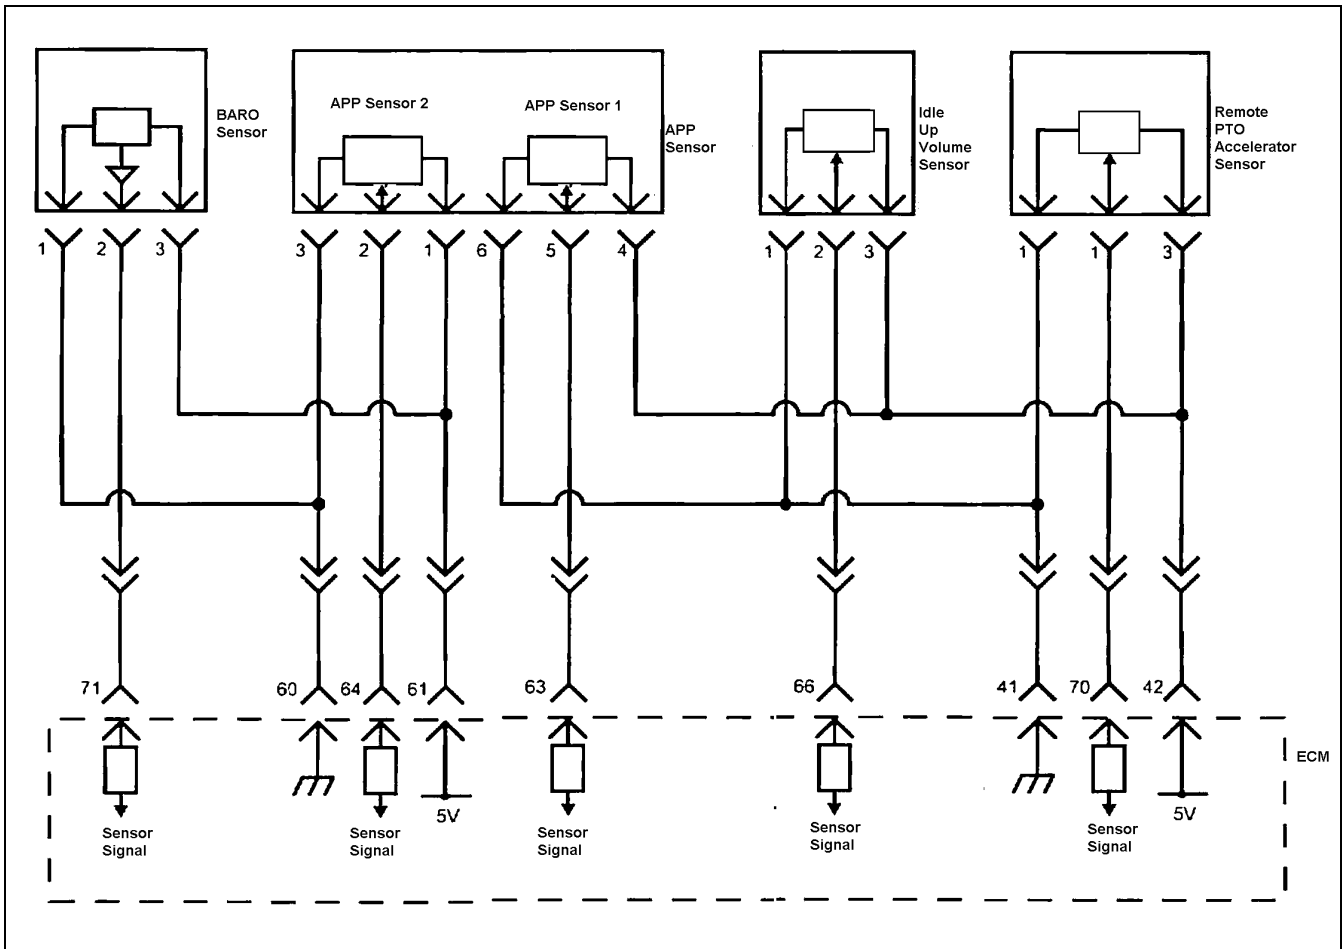 BARO
Sensor
APP Sensor 2
APP Sensor 1
APP
Sensor
Idle
Up
Volume
Sensor
Remote
PTO
Accelerator
Sensor
1 2 3 3 2 1 6 5 4 1 2 3 1 1 3
71 60 64 61 63 66 41 70 42
ECM
5V
5V
Sensor
Signal
Sensor
Signal
Sensor
Signal
Sensor
Signal
Sensor
Signal